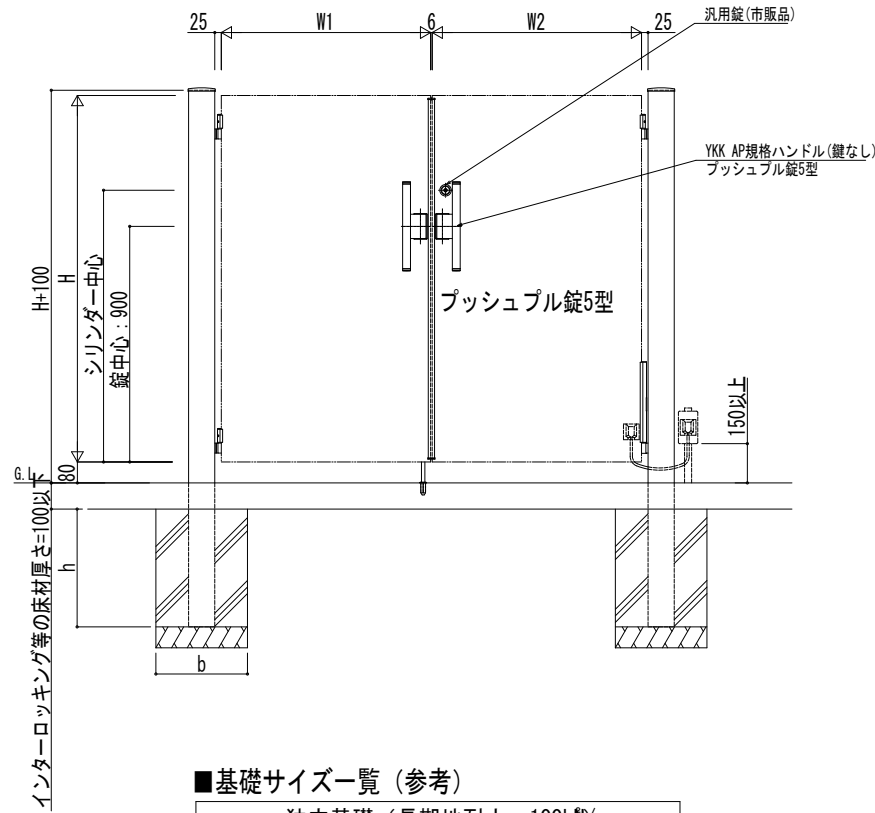 25
W1
6
W2
25
汎用錠(市販品)
YKK AP規格ハンドル(鍵なし)
プッシュプル錠5型
H+100
H
シリンダー中心
錠中心:900
プッシュプル錠5型
150以上
G.L
80
インターロッキング等の床材厚さ=100以下
h
b
■基礎サイズ一覧(参考)